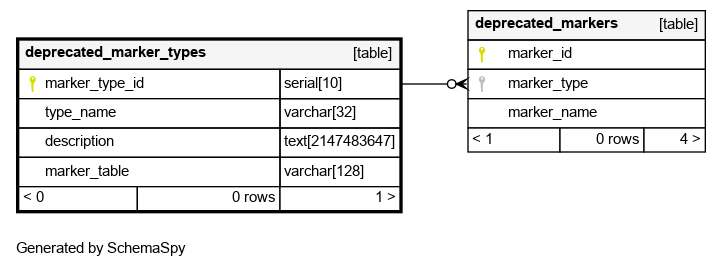 deprecated_marker_types [table]
marker_type_id serial[10]
type_name varchar[32]
description text[2147483647]
marker_table varchar[128]
< 0 0 rows 1 >
deprecated_markers [table]
marker_id
marker_type
marker_name
< 1 0 rows 4 >
Generated by SchemaSpy